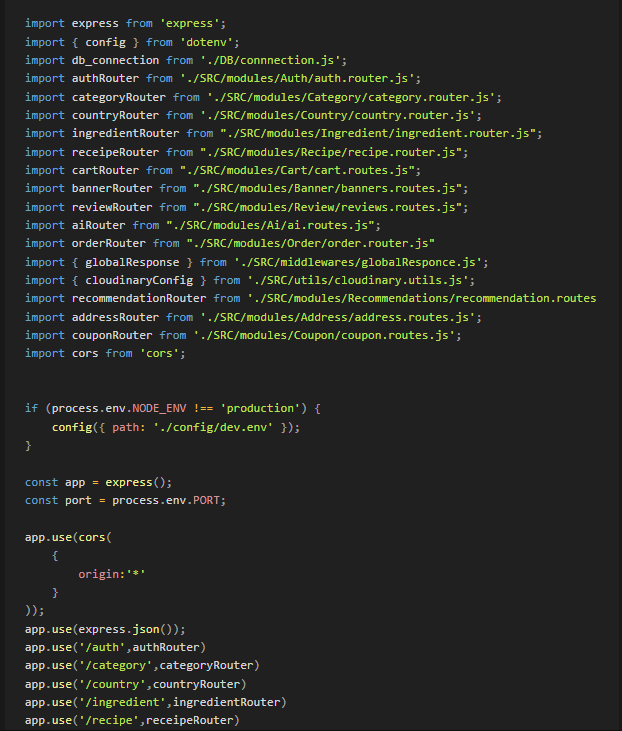 import express from 'express';
import { config } from 'dotenv';
import db_connection from './DB/connnection.js';
import authRouter from './SRC/modules/Auth/auth.router.js';
import categoryRouter from './SRC/modules/Category/category.router.js';
import countryRouter from './SRC/modules/Country/country.router.js';
import ingredientRouter from "./SRC/modules/Ingredient/ingredient.router.js";
import receipeRouter from "./SRC/modules/Recipe/recipe.router.js";
import cartRouter from "./SRC/modules/Cart/cart.routes.js";
import bannerRouter from "./SRC/modules/Banner/banners.routes.js";
import reviewRouter from "./SRC/modules/Review/reviews.routes.js";
import aiRouter from "./SRC/modules/Ai/ai.routes.js";
import orderRouter from "./SRC/modules/Order/order.router.js"
import { globalResponse } from './SRC/middlewares/globalResponce.js';
import { cloudinaryConfig } from './SRC/utils/cloudinary.utils.js';
import recommendationRouter from './SRC/modules/Recommendations/recommendation.routes
import addressRouter from './SRC/modules/Address/address.routes.js';
import couponRouter from './SRC/modules/Coupon/coupon.routes.js';
import cors from 'cors';
if (process.env.NODE_ENV !== 'production') {
config({ path: './config/dev.env' });
}
const app = express();
const port = process.env.PORT;
app.use(cors(
{
origin:'*'
}
));
app.use(express.json());
app.use('/auth',authRouter)
app.use('/category',categoryRouter)
app.use('/country',countryRouter)
app.use('/ingredient',ingredientRouter)
app.use('/recipe',receipeRouter)